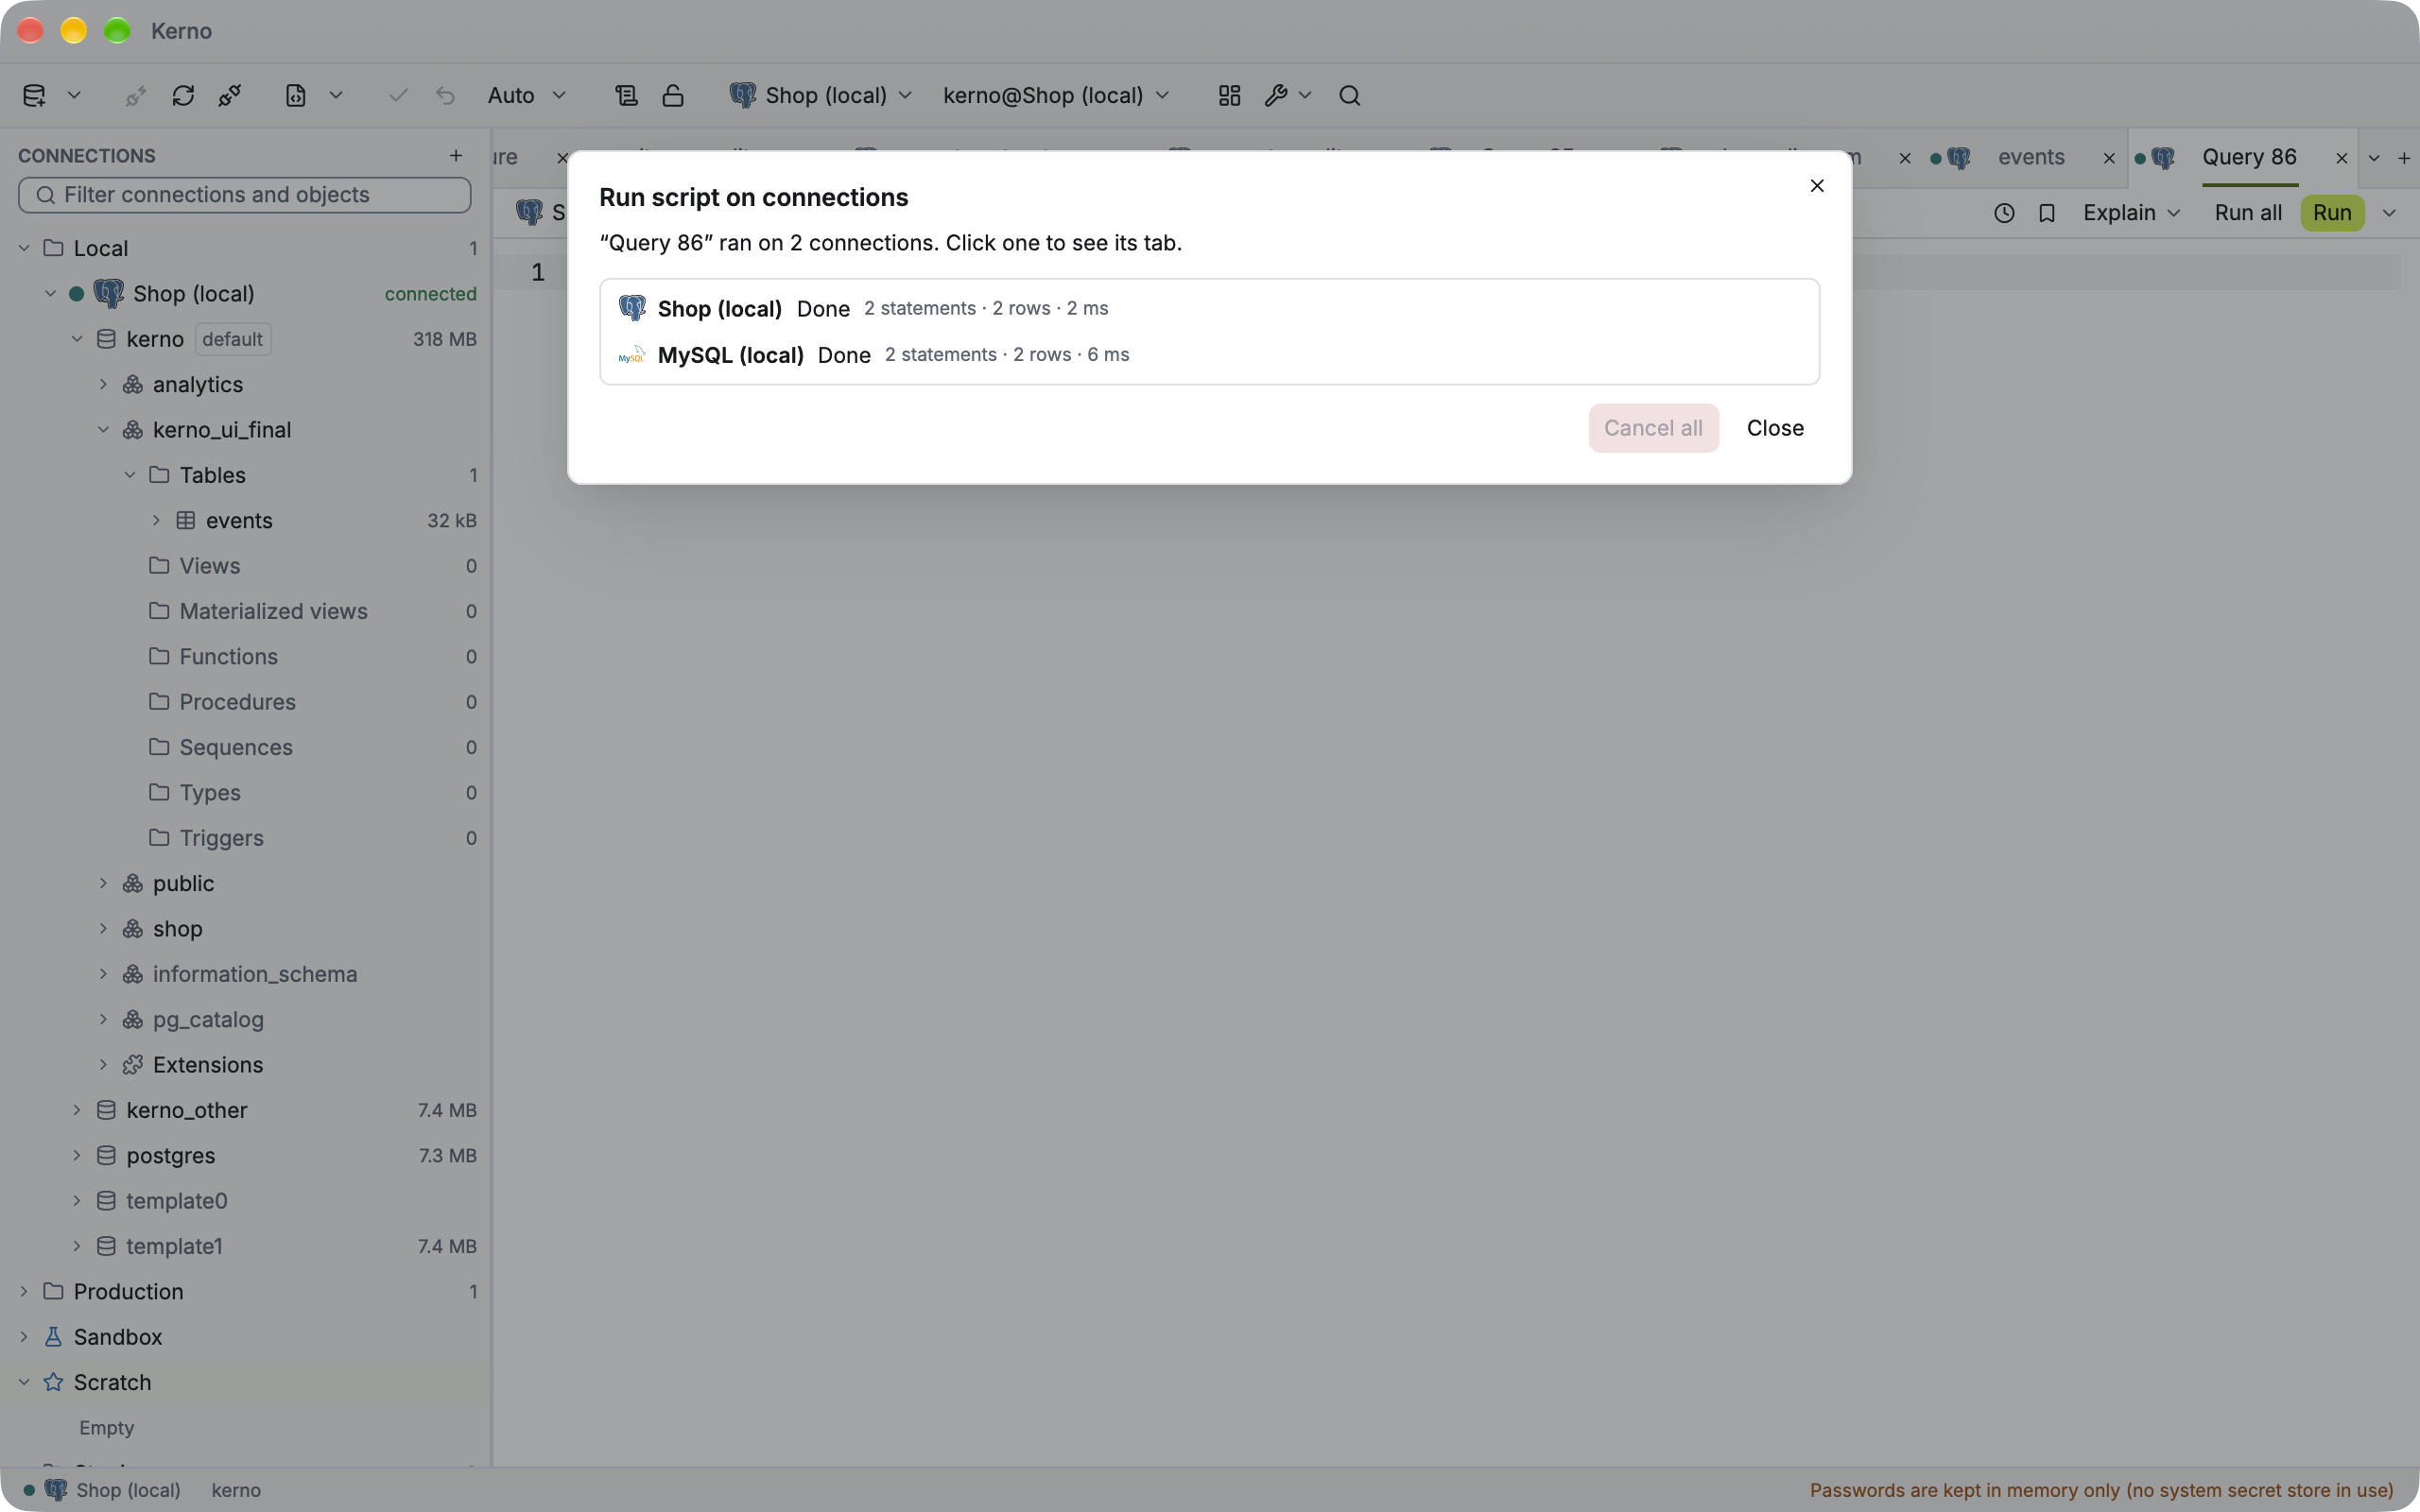 Kerno
Auto
Shop (local)
kerno@Shop (local)
CONNECTIONS
Filter connections and objects
Local 1
Shop (local) connected
kerno default 318 MB
analytics
kerno_ui_final
Tables 1
events 32 kB
Views 0
Materialized views 0
Functions 0
Procedures 0
Sequences 0
Types 0
Triggers 0
public
shop
information_schema
pg_catalog
Extensions
kerno_other 7.4 MB
postgres 7.3 MB
template0
template1 7.4 MB
Production 1
Sandbox
Scratch
Empty
events
Query 86
Explain
Run all
Run
1
Run script on connections
“Query 86” ran on 2 connections. Click one to see its tab.
Shop (local) Done 2 statements · 2 rows · 2 ms
MySQL (local) Done 2 statements · 2 rows · 6 ms
Cancel all
Close
Shop (local) kerno
Passwords are kept in memory only (no system secret store in use)